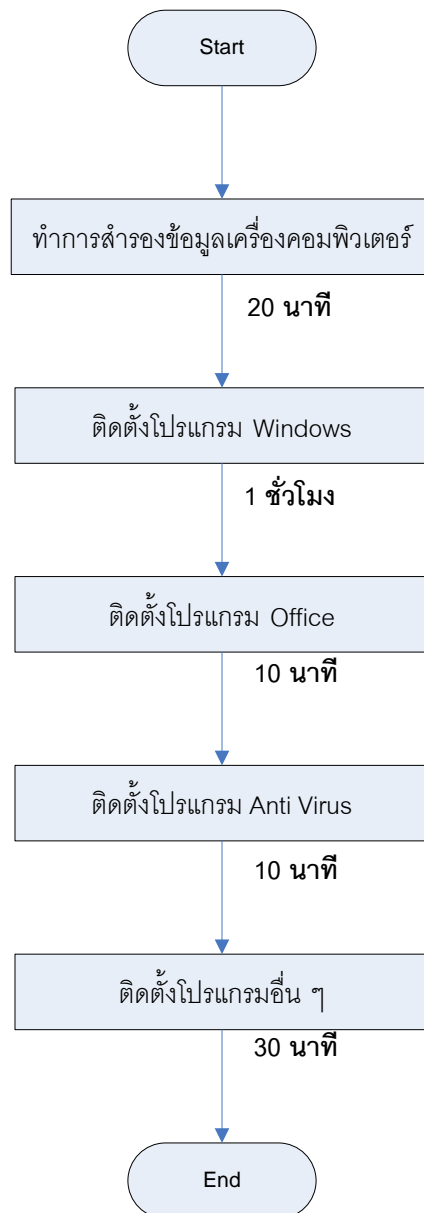 Start
ทำการสำรองข้อมูลเครื่องคอมพิวเตอร์
20 นาที
ติดตั้งโปรแกรม Windows
1 ชั่วโมง
ติดตั้งโปรแกรม Office
10 นาที
ติดตั้งโปรแกรม Anti Virus
10 นาที
ติดตั้งโปรแกรมอื่น ๆ
30 นาที
End